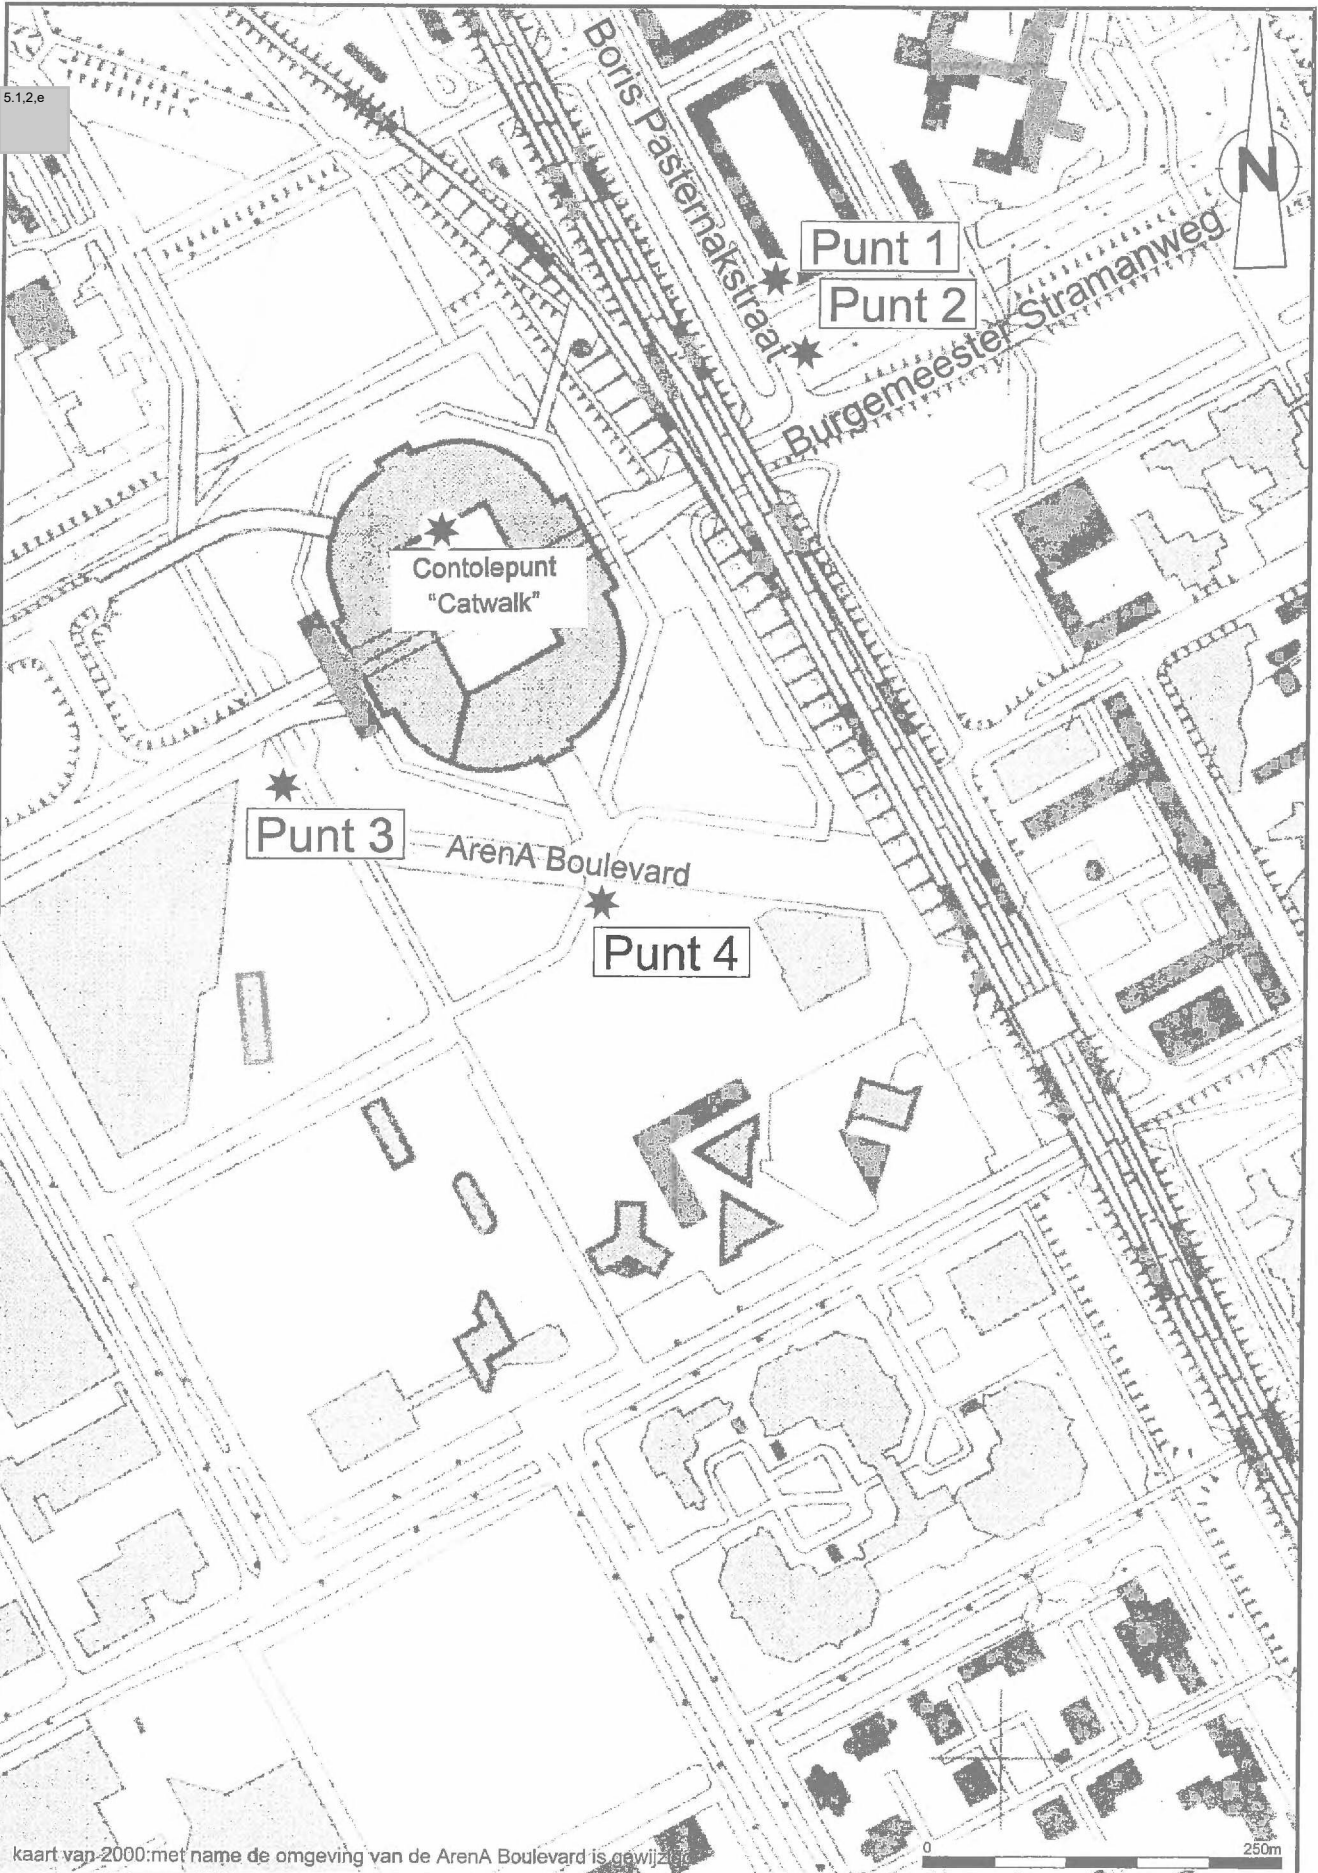 5.1,2,e
Boris Pasternakstraat
N
Punt 1
Punt 2
Burgemeester Stramanweg
Contolepunt
"Catwalk"
Punt 3
ArenA Boulevard
Punt 4
kaart van 2000:met name de omgeving van de ArenA Boulevard is gewijzigd
0
250m